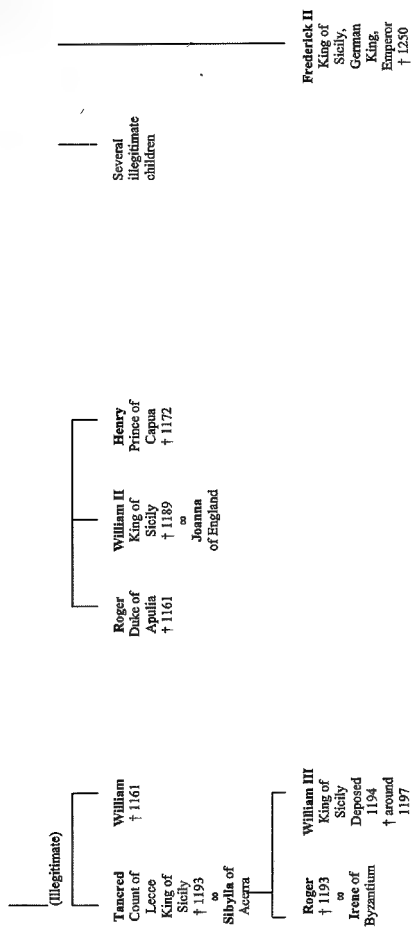 (Illegitimate)
Tancred
Count of
Lecce
King of
Sicily
† 1193
∞
Sibylla of
Acerra
William
† 1161
Roger
† 1193
∞
Irene of
Byzantium
William III
King of
Sicily
Deposed
1194
† around
1197
Roger
Duke of
Apulia
† 1161
William II
King of
Sicily
† 1189
∞
Joanna
of England
Henry
Prince of
Capua
† 1172
Several
illegitimate
children
Frederick II
King of
Sicily,
German
King,
Emperor
† 1250